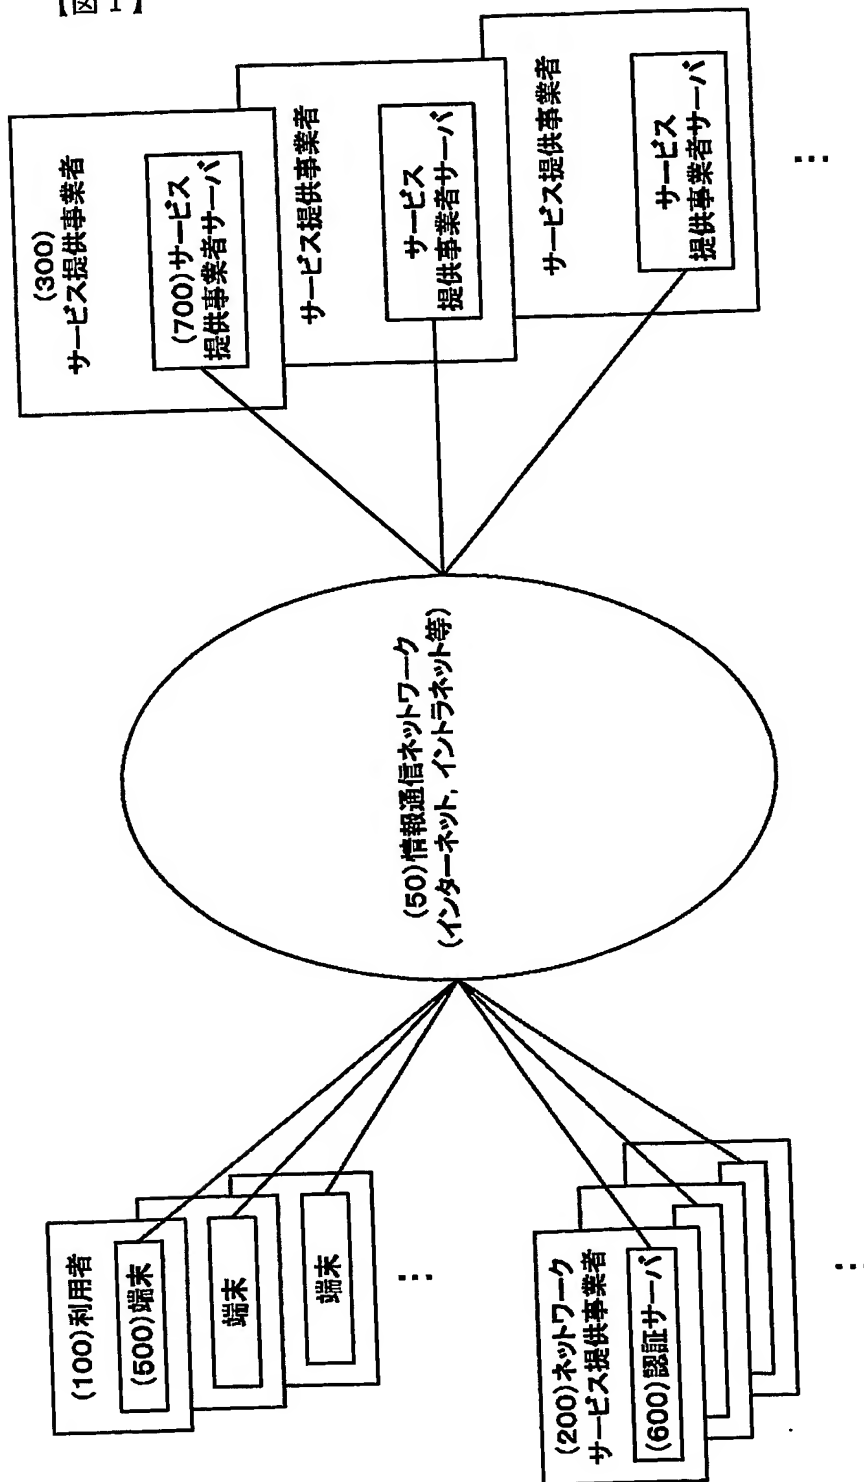 【図１】
(300)
サービス提供事業者
(700)サービス
提供事業者サーバ
サービス提供事業者
サービス
提供事業者サーバ
サービス提供事業者
サービス
提供事業者サーバ
⋮
(50)情報通信ネットワーク
(インターネット, イントラネット等)
(100)利用者
(500)端末
端末
端末
⋮
(200)ネットワーク
サービス提供事業者
(600)認証サーバ
⋮